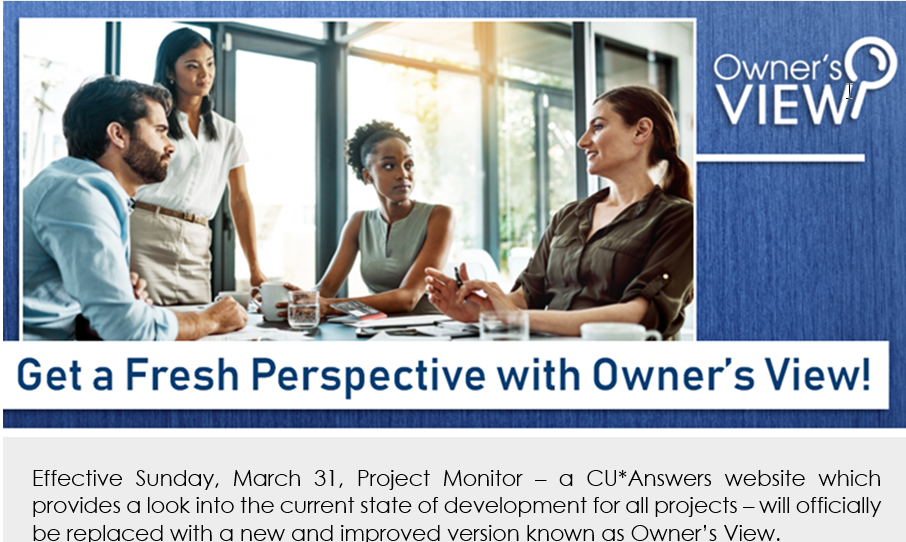 Owner's
VIEW
Get a Fresh Perspective with Owner's View!
Effective Sunday, March 31, Project Monitor – a CU*Answers website which
provides a look into the current state of development for all projects – will officially
be replaced with a new and improved version known as Owner's View.